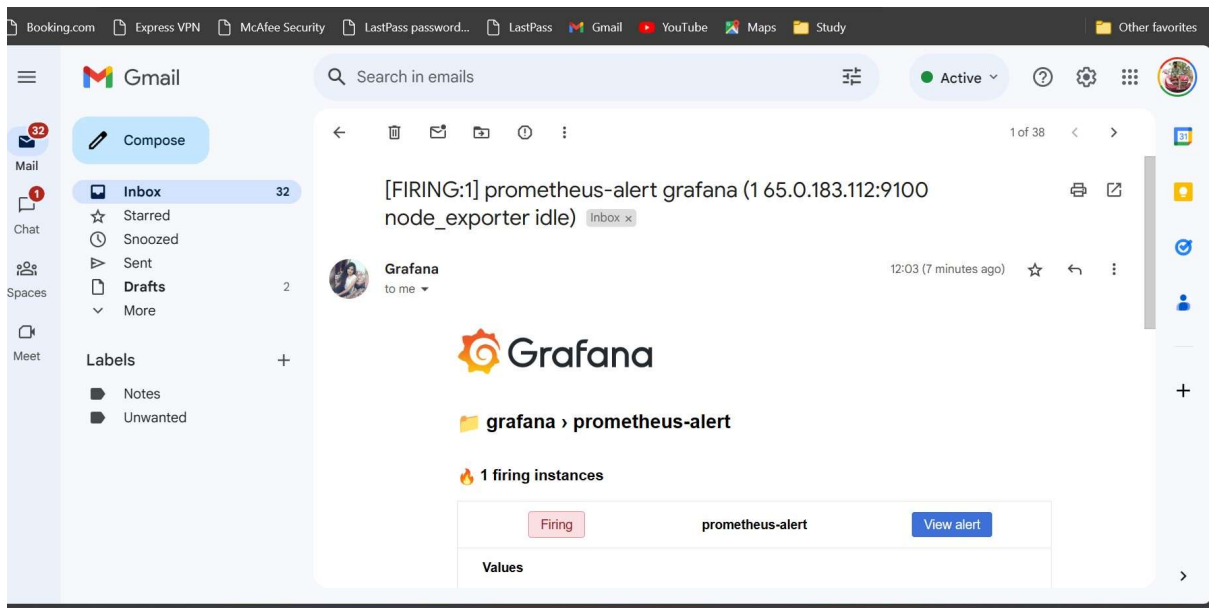 Booking.com Express VPN McAfee Security LastPass password... LastPass Gmail YouTube Maps Study Other favorites
Gmail
Search in emails
Active
32
Mail
1
Chat
Spaces
Meet
Compose
Inbox 32
Starred
Snoozed
Sent
Drafts 2
More
Labels
Notes
Unwanted
1 of 38
31
[FIRING:1] prometheus-alert grafana (1 65.0.183.112:9100
node_exporter idle) Inbox x
Grafana 12:03 (7 minutes ago)
to me
Grafana
grafana › prometheus-alert
1 firing instances
Firing prometheus-alert View alert
Values